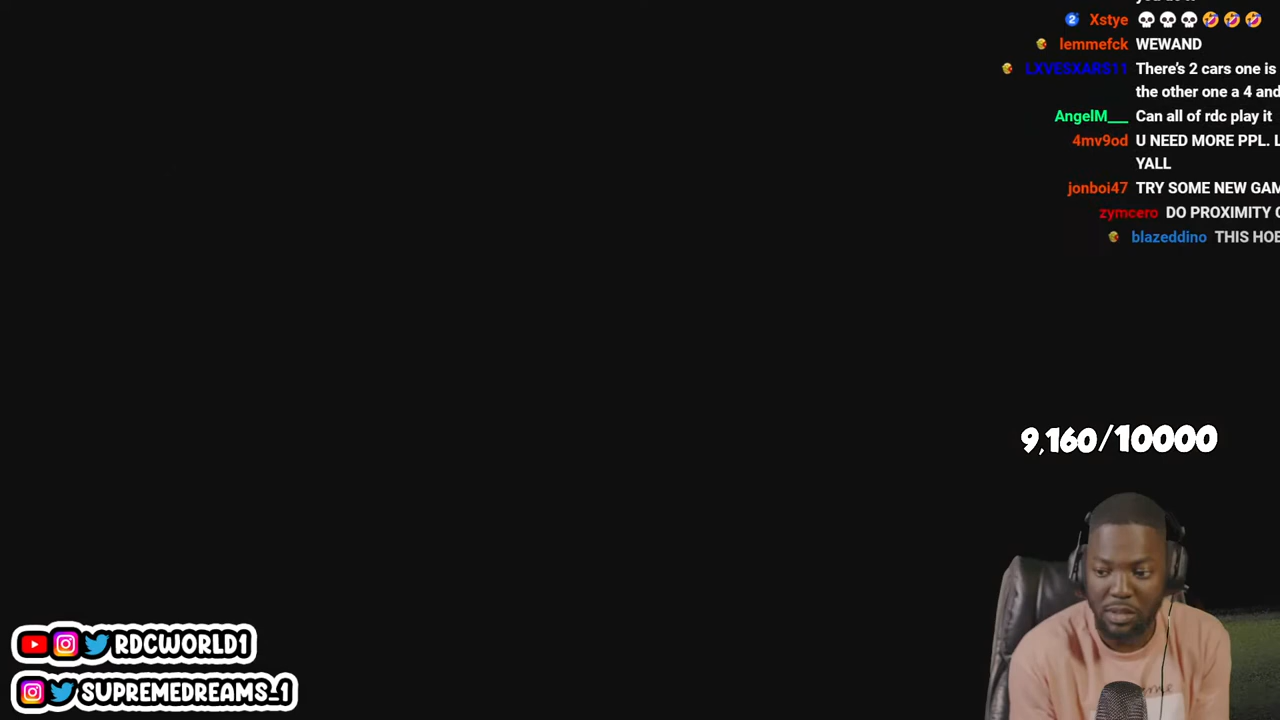 Xstye
lemmefck WEWAND
LXVESXARS11 There's 2 cars one is
the other one a 4 and
AngelM___ Can all of rdc play it
4mv9od U NEED MORE PPL.
YALL
jonboi47 TRY SOME NEW
zymcero DO PROXIMITY
blazeddino THIS
9,160/10000
RDCWORLD1
SUPREMEDREAMS_1